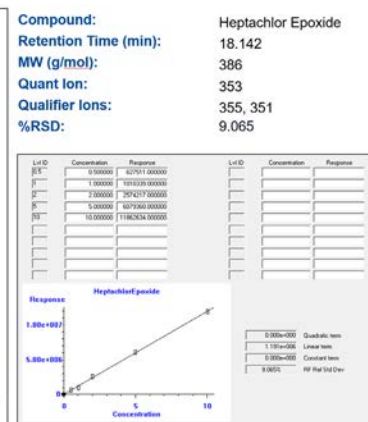 Compound: Heptachlor Epoxide
Retention Time (min): 18.142
MW (g/mol): 386
Quant Ion: 353
Qualifier Ions: 355, 351
%RSD: 9.065
Lvl ID Concentration Response Lvl ID Concentration Response
0.5 0.500000 627511.000000
1 1.000000 1010339.000000
2 2.000000 2574217.000000
5 5.000000 6079360.000000
10 10.000000 11862634.000000
HeptachlorEpoxide
Response
1.00e+007
5.00e+006
0
0 5 10
Concentration
0.000e+000 Quadratic term
1.191e+006 Linear term
0.000e+000 Constant term
9.065% RF Rel Std Dev